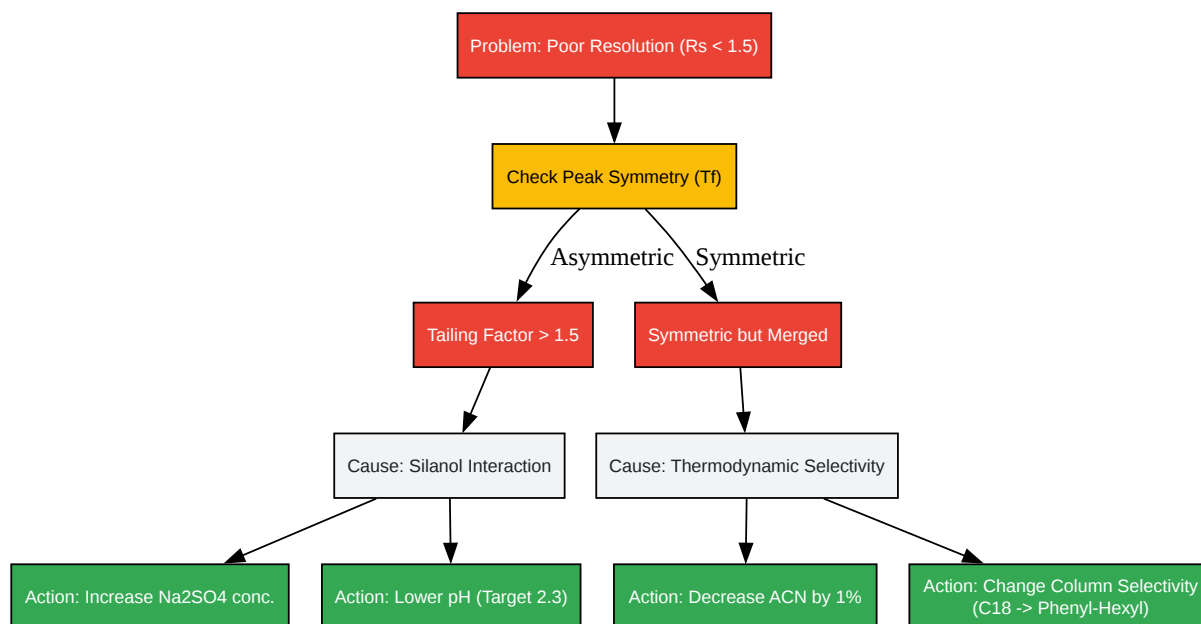 Problem: Poor Resolution (Rs < 1.5)
Check Peak Symmetry (Tf)
Asymmetric
Symmetric
Tailing Factor > 1.5
Symmetric but Merged
Cause: Silanol Interaction
Cause: Thermodynamic Selectivity
Action: Increase Na2SO4 conc.
Action: Lower pH (Target 2.3)
Action: Decrease ACN by 1%
Action: Change Column Selectivity
(C18 -> Phenyl-Hexyl)